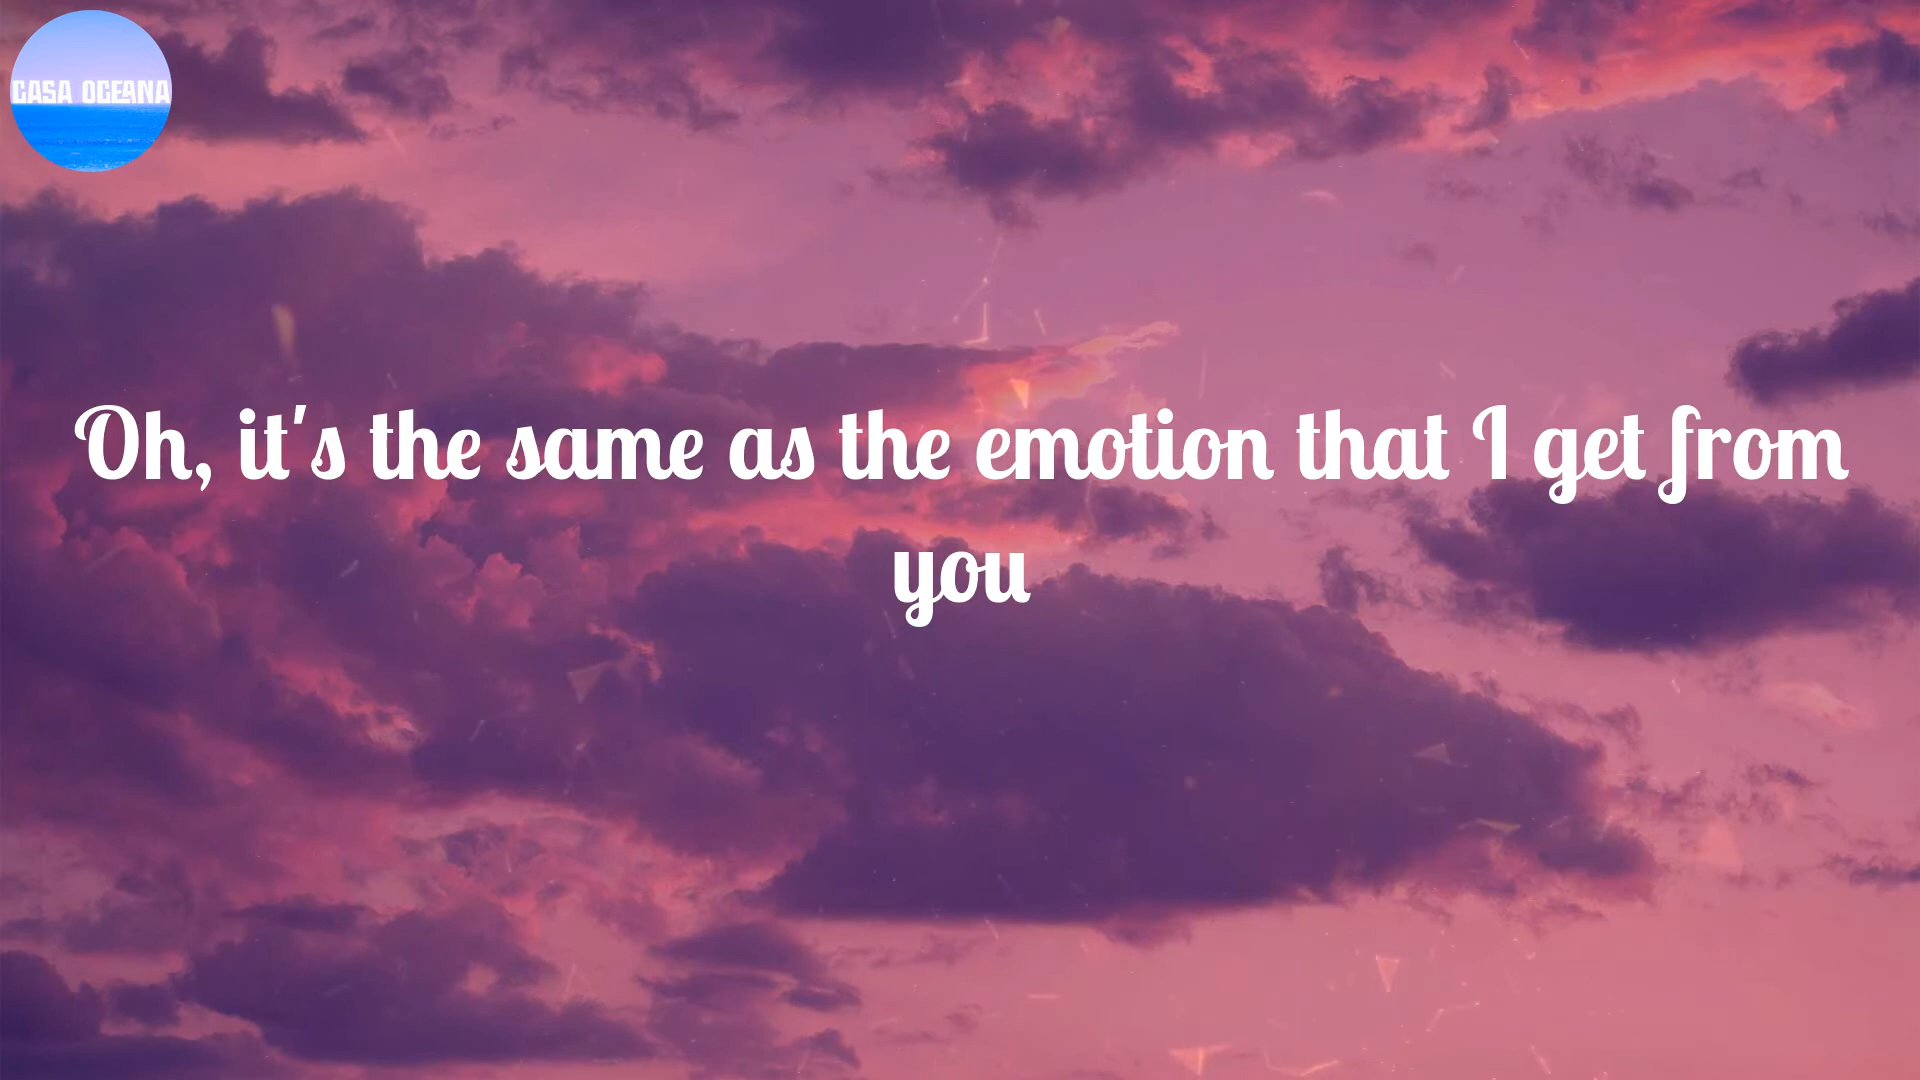 CASA OCEANA
Oh, it's the same as the emotion that I get from
you